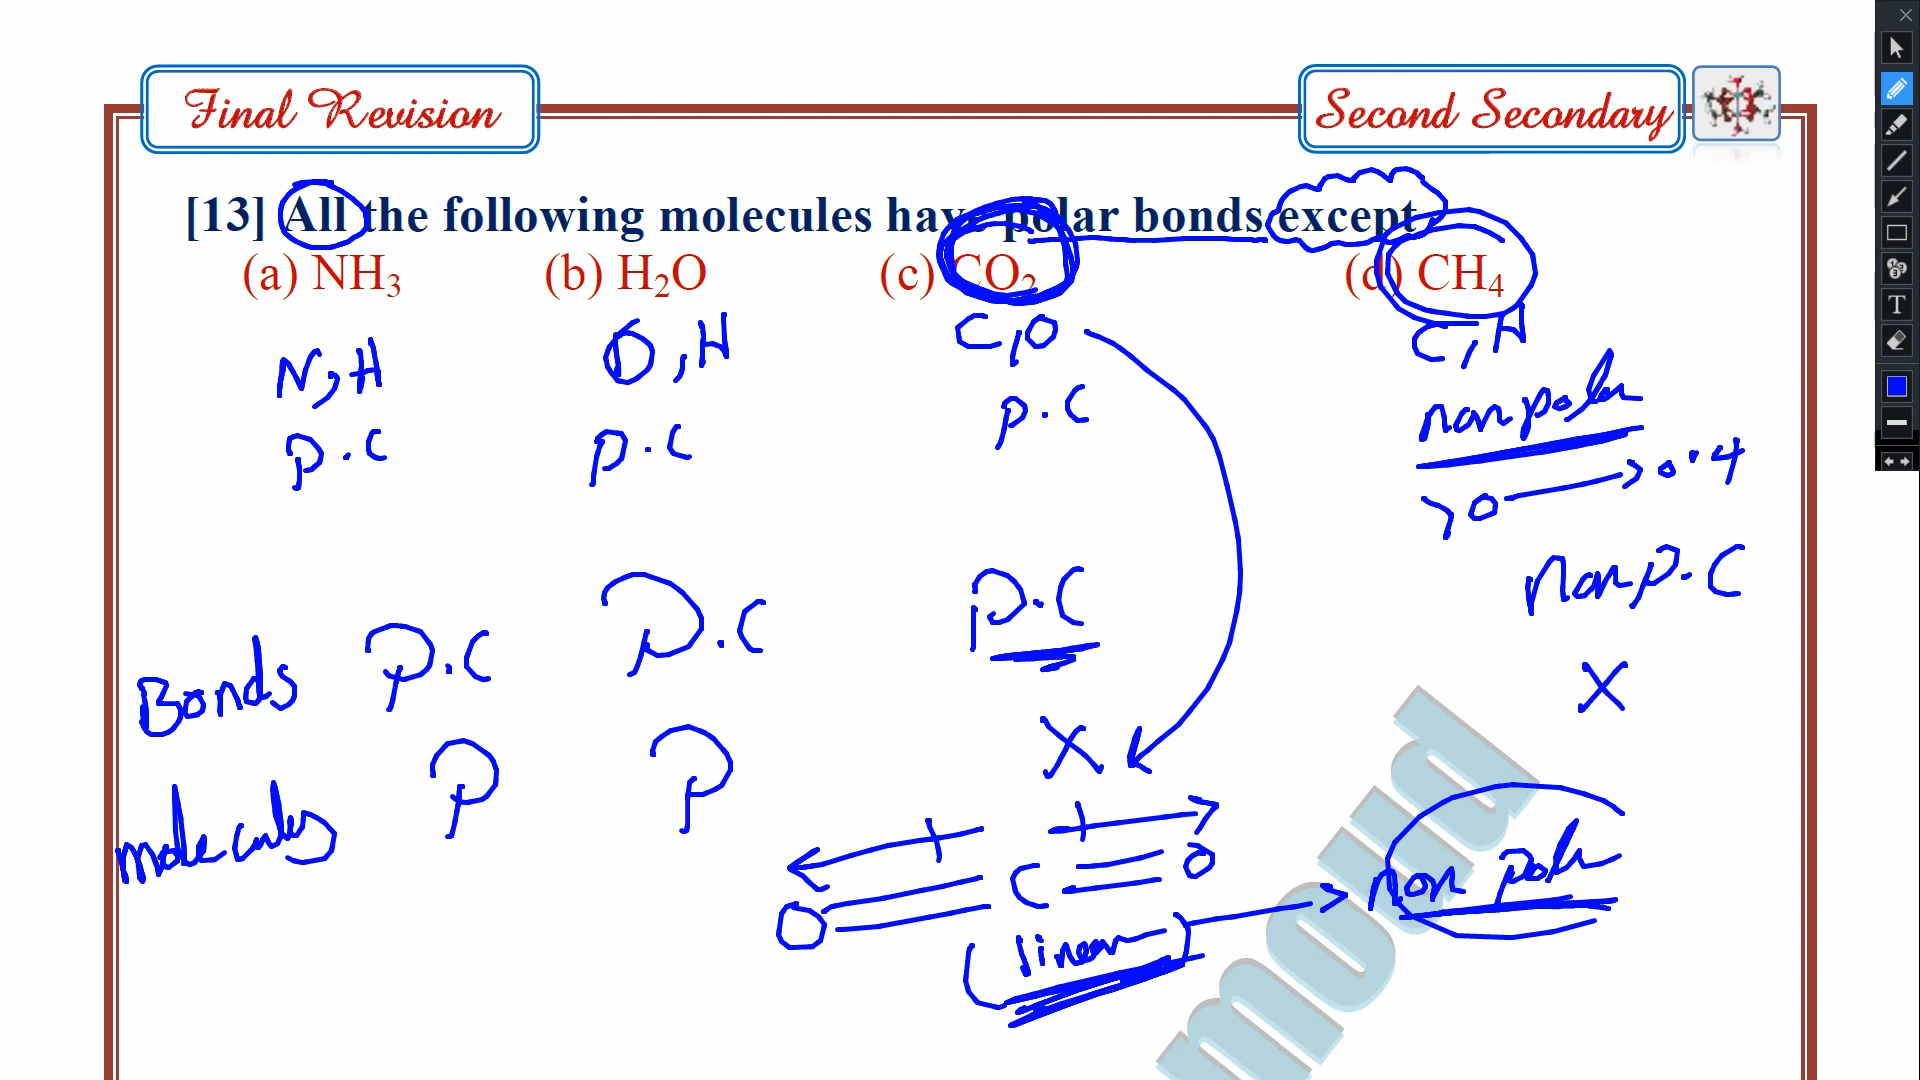 Final Revision
Second Secondary
[13] All the following molecules have polar bonds except
(a) NH₃ (b) H₂O (c) CO₂ (d) CH₄
N,H O,H C,O C,H
P.C P.C P.C non polar
>0 → >0.4
Bonds P.C P.C P.C non P.C
X
molecules P P X
O=C=O
(linear) → non polar
moud